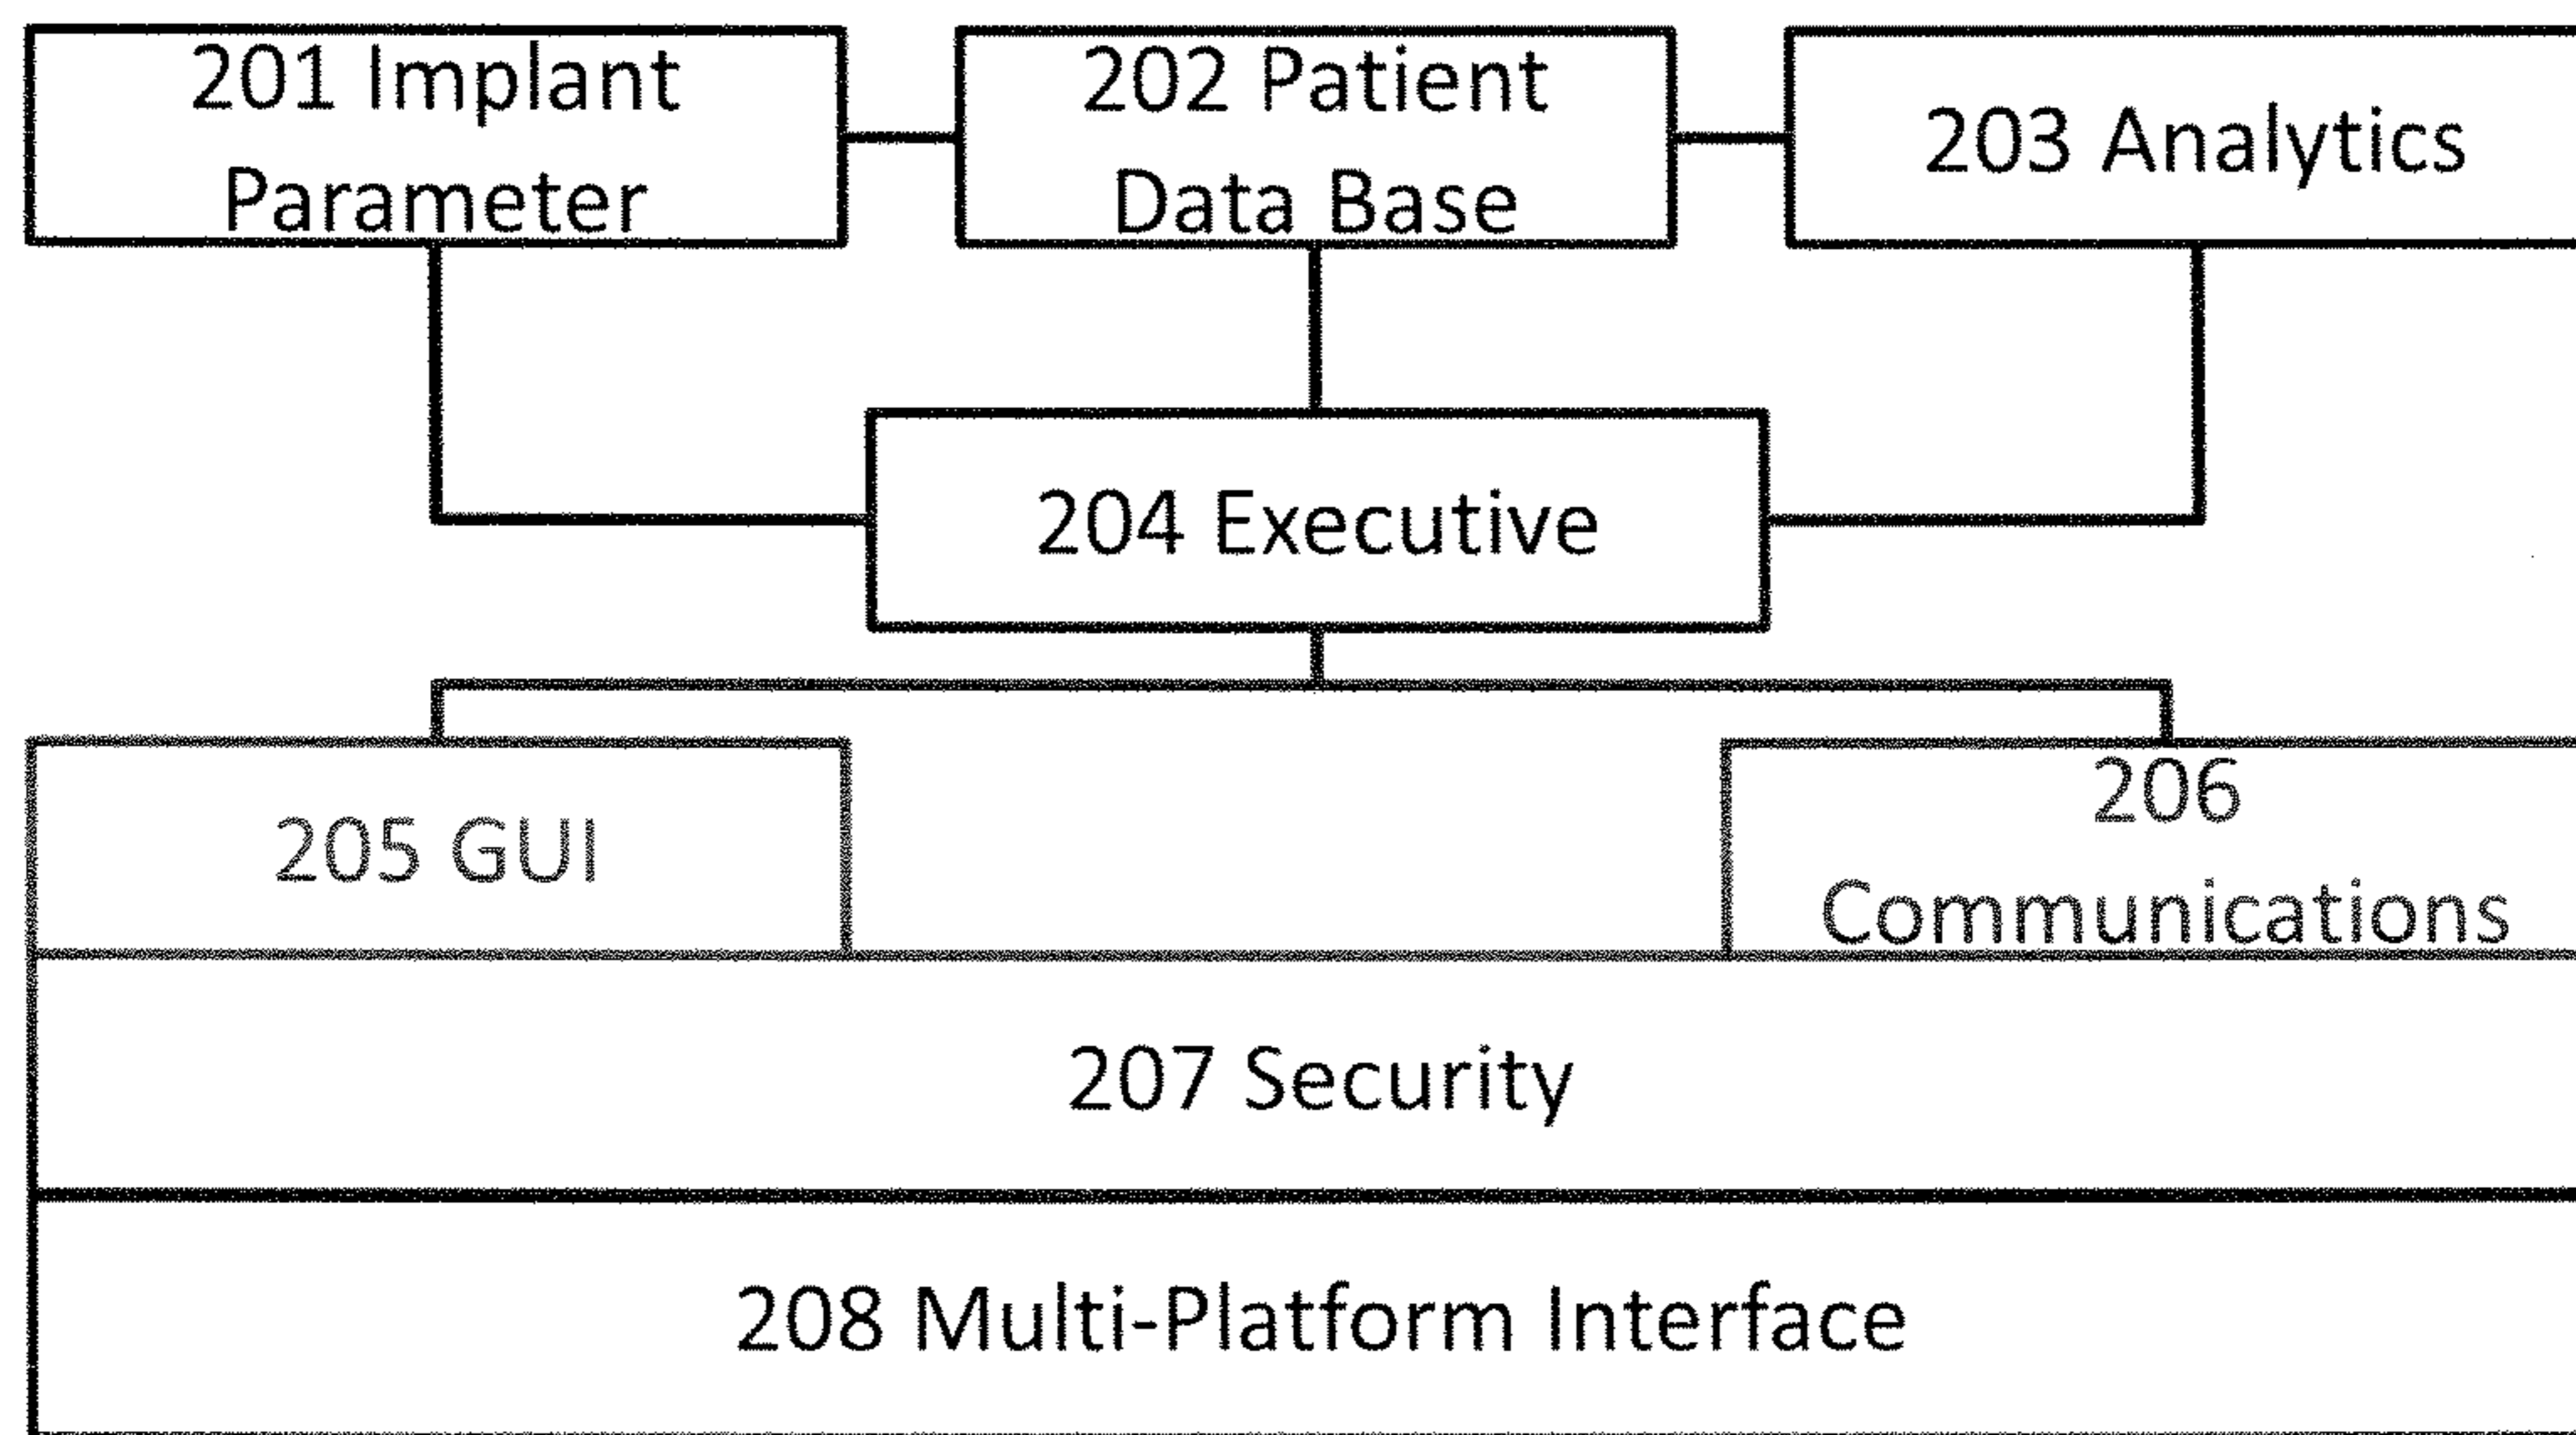 201 Implant
Parameter
202 Patient
Data Base
203 Analytics
204 Executive
205 GUI
206
Communications
207 Security
208 Multi-Platform Interface